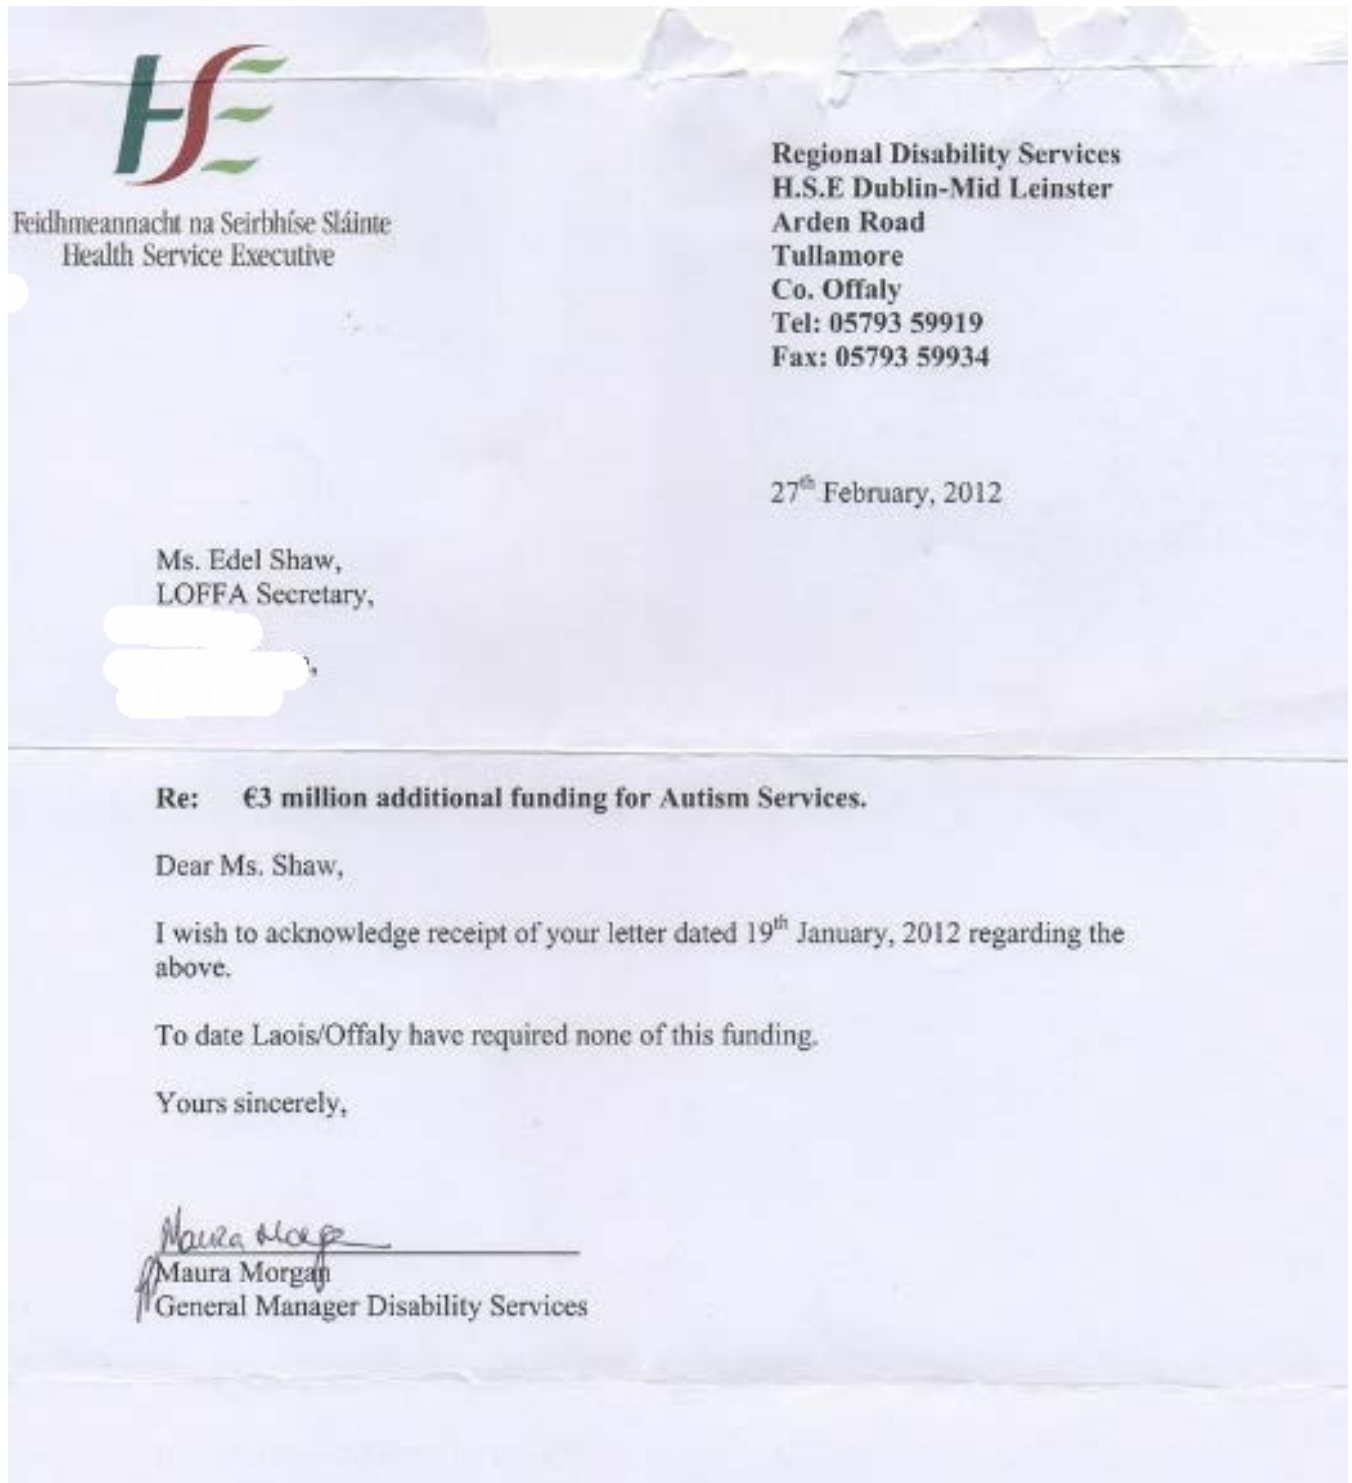 HSE
Feidhmeannacht na Seirbhíse Sláinte
Health Service Executive
Regional Disability Services
H.S.E Dublin-Mid Leinster
Arden Road
Tullamore
Co. Offaly
Tel: 05793 59919
Fax: 05793 59934
27th February, 2012
Ms. Edel Shaw,
LOFFA Secretary,
Re: €3 million additional funding for Autism Services.
Dear Ms. Shaw,
I wish to acknowledge receipt of your letter dated 19th January, 2012 regarding the
above.
To date Laois/Offaly have required none of this funding.
Yours sincerely,
Maura Morgan
General Manager Disability Services